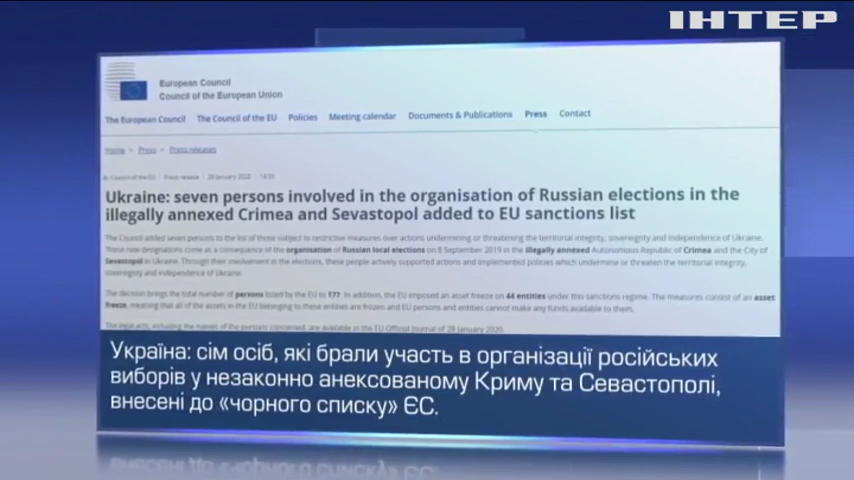 ІНТЕР
European Council
Council of the European Union
The European Council The Council of the EU Policies Meeting calendar Documents & Publications Press Contact
Home > Press > Press releases
Council of the EU Press release 28 January 2020 14:50
Ukraine: seven persons involved in the organisation of Russian elections in the
illegally annexed Crimea and Sevastopol added to EU sanctions list
The Council added seven persons to the list of those subject to restrictive measures over actions undermining or threatening the territorial integrity, sovereignty and independence of Ukraine.
These new designations come as a consequence of the organisation of Russian local elections on 8 September 2019 in the illegally annexed Autonomous Republic of Crimea and the City of
Sevastopol in Ukraine. Through their involvement in the elections, these people actively supported actions and implemented policies which undermine or threaten the territorial integrity,
sovereignty and independence of Ukraine.
The decision brings the total number of persons listed by the EU to 177. In addition, the EU imposed an asset freeze on 44 entities under this sanctions regime. The measures consist of an asset
freeze, meaning that all of the assets in the EU belonging to these entities are frozen and EU persons and entities cannot make any funds available to them.
The legal acts, including the names of the persons concerned, are available in the EU Official Journal of 28 January 2020.
Україна: сім осіб, які брали участь в організації російських
виборів у незаконно анексованому Криму та Севастополі,
внесені до «чорного списку» ЄС.